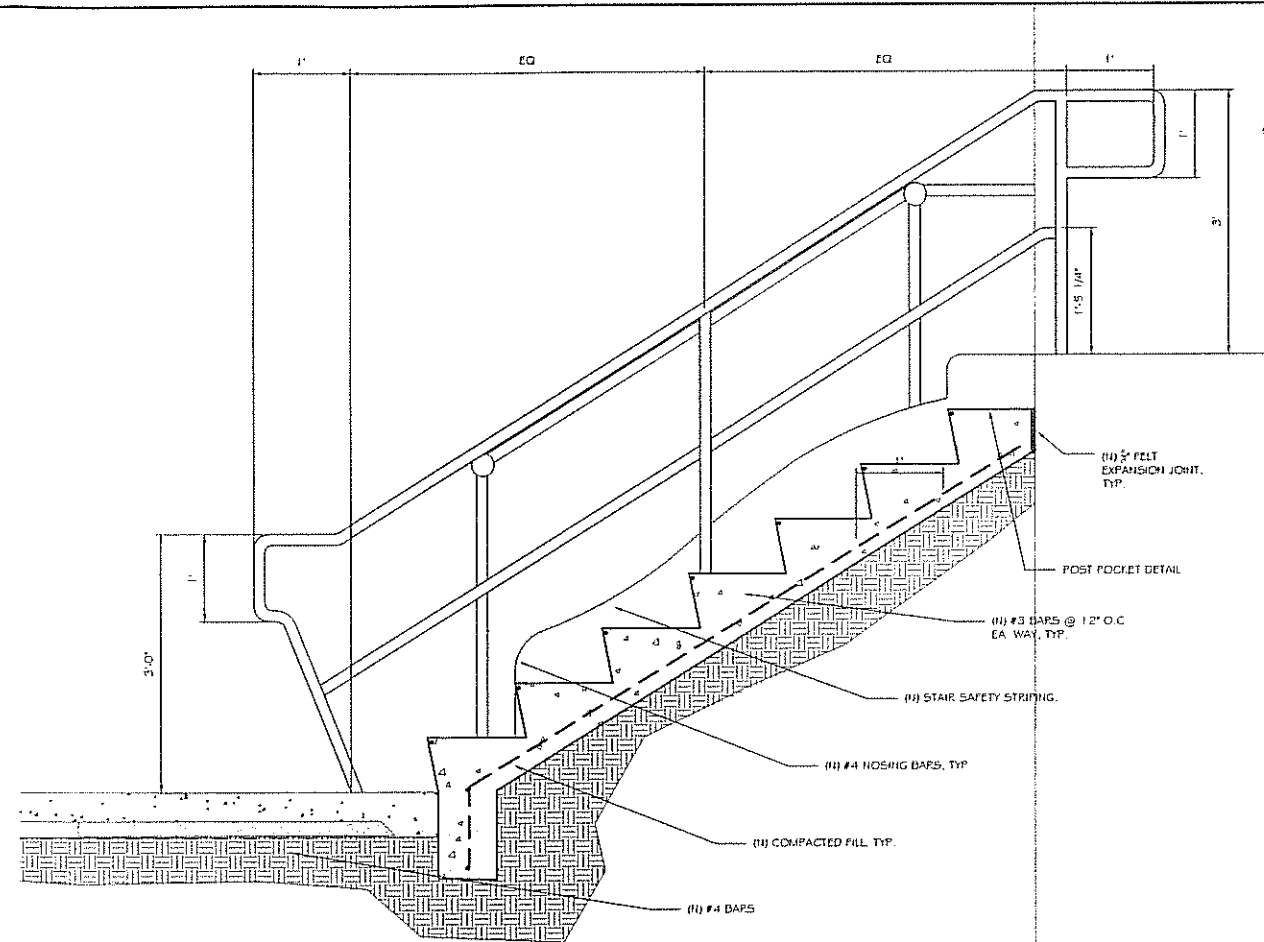 1'
EQ
EQ
1'
1'
3'
1'-5 1/4"
1'
3'-0"
1'
(N) FELT
EXPANSION JOINT,
TYP.
POST POCKET DETAIL
(N) #3 BARS @ 12" O.C
EA. WAY, TYP.
(N) STAIR SAFETY STRIPING.
(N) #4 NOSING BARS, TYP
(N) COMPACTED FILL, TYP.
(N) #4 BARS